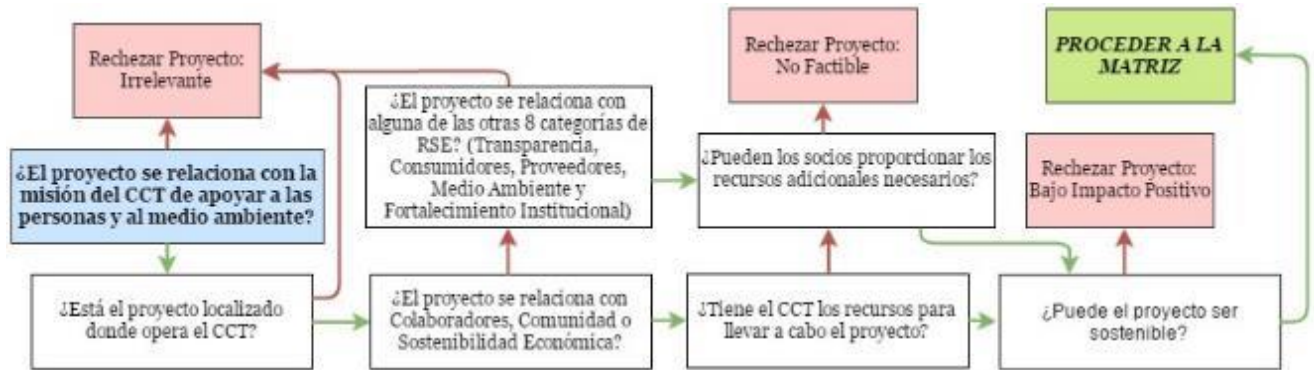 Rechezar Proyecto:
Irrelevante
¿El proyecto se relaciona con la
misión del CCT de apoyar a las
personas y al medio ambiente?
¿Está el proyecto localizado
donde opera el CCT?
¿El proyecto se relaciona con
alguna de las otras 8 categorías de
RSE? (Transparencia,
Consumidores, Proveedores,
Medio Ambiente y
Fortalecimiento Institucional)
¿El proyecto se relaciona con
Colaboradores, Comunidad o
Sostenibilidad Económica?
Rechezar Proyecto:
No Factible
¿Pueden los socios proporcionar los
recursos adicionales necesarios?
¿Tiene el CCT los recursos para
llevar a cabo el proyecto?
PROCEDER A LA
MATRIZ
Rechezar Proyecto:
Bajo Impacto Positivo
¿Puede el proyecto ser
sostenible?